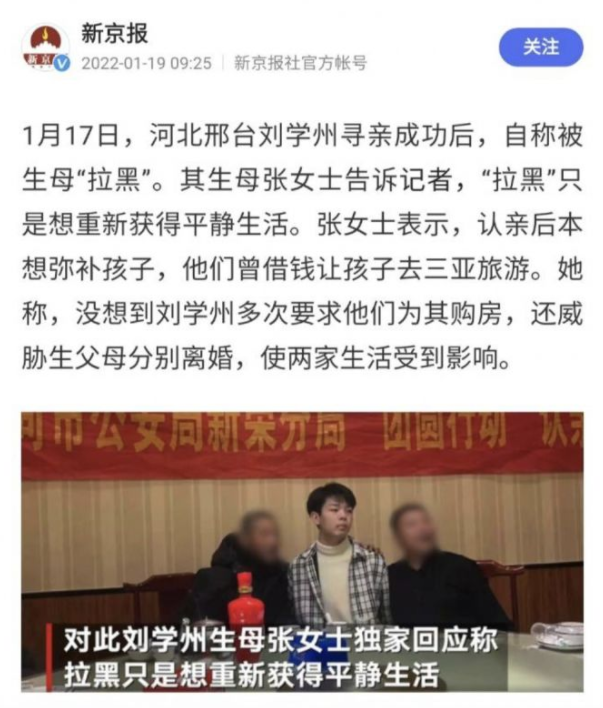 新京报
2022-01-19 09:25 新京报社官方帐号
关注
新京
1月17日，河北邢台刘学州寻亲成功后，自称被
生母“拉黑”。其生母张女士告诉记者，“拉黑”只
是想重新获得平静生活。张女士表示，认亲后本
想弥补孩子，他们曾借钱让孩子去三亚旅游。她
称，没想到刘学州多次要求他们为其购房，还威
胁生父母分别离婚，使两家生活受到影响。
市公安局新荣分局 团圆行动 认亲
对此刘学州生母张女士独家回应称
拉黑只是想重新获得平静生活